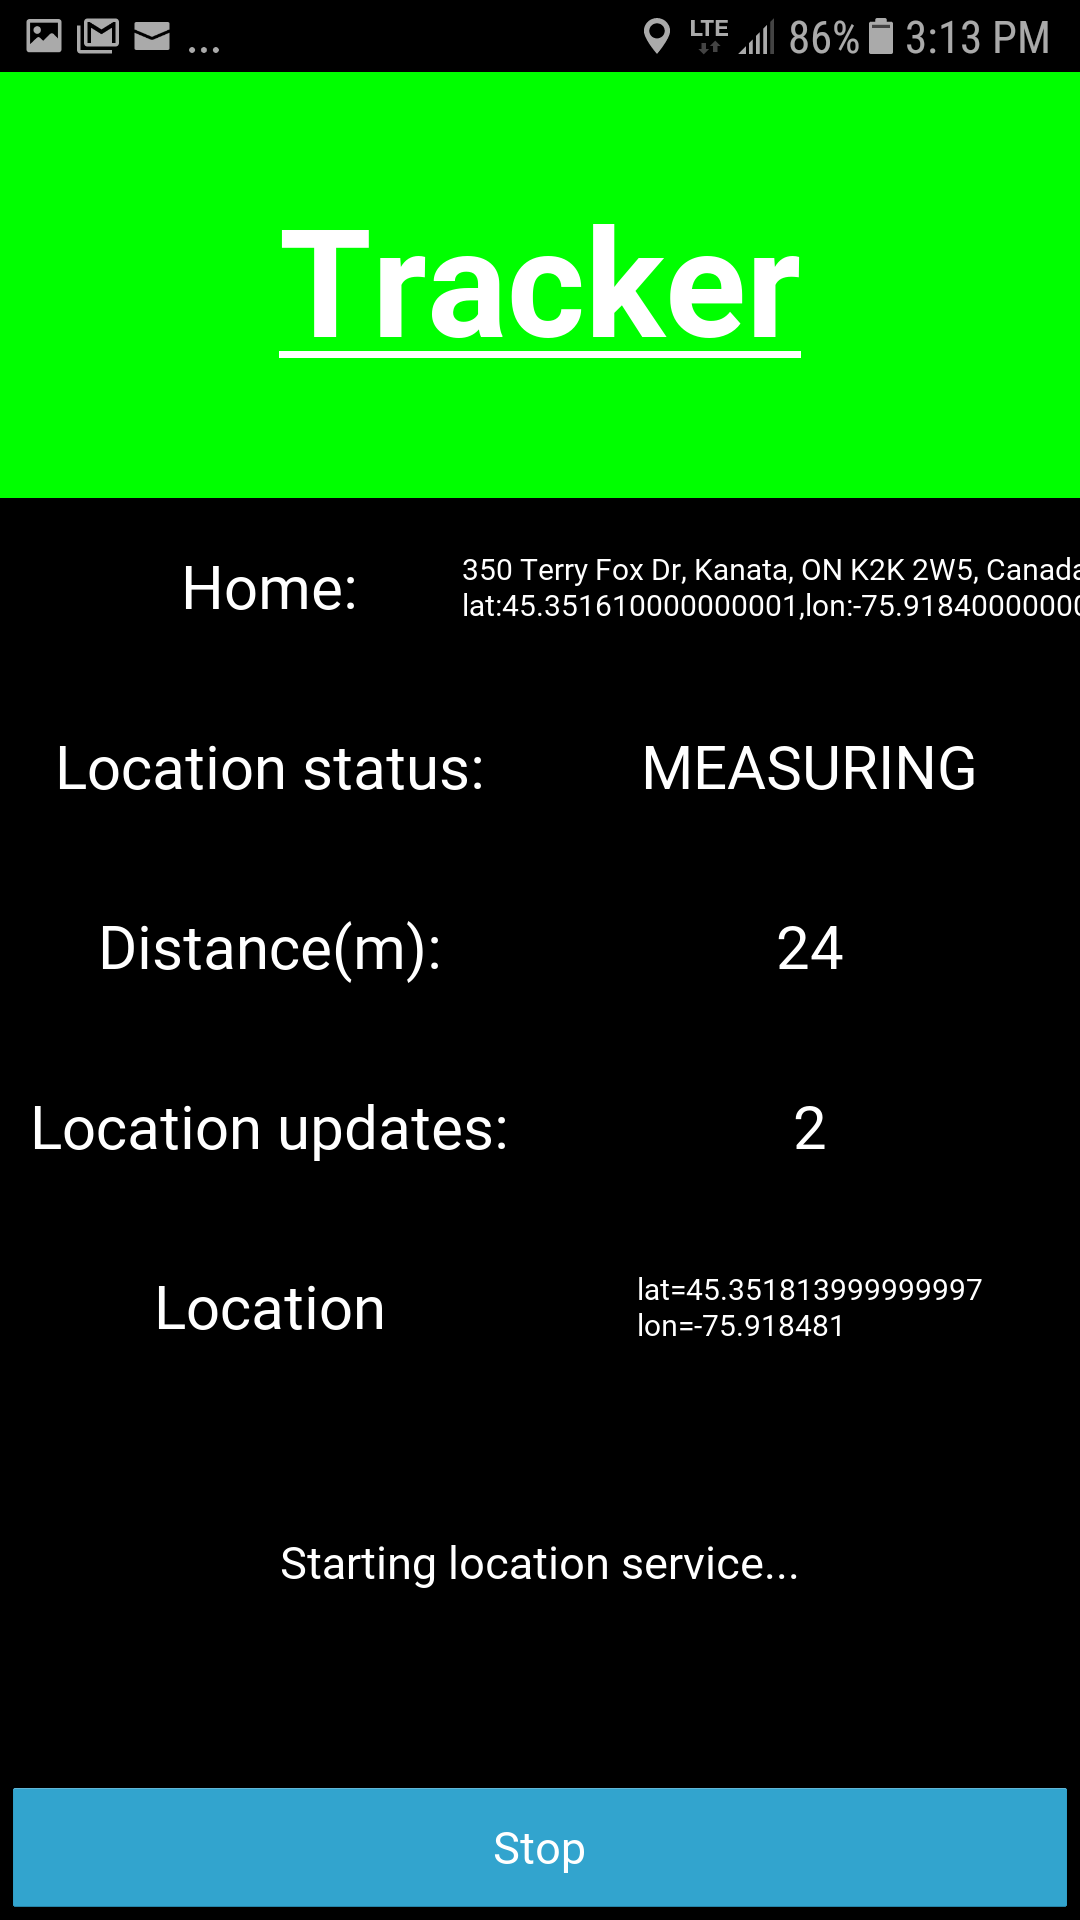 ... LTE 86% 3:13 PM
Tracker
Home:
350 Terry Fox Dr, Kanata, ON K2K 2W5, Canada
lat:45.351610000000001,lon:-75.9184000000
Location status: MEASURING
Distance(m): 24
Location updates: 2
Location
lat=45.351813999999997
lon=-75.918481
Starting location service...
Stop